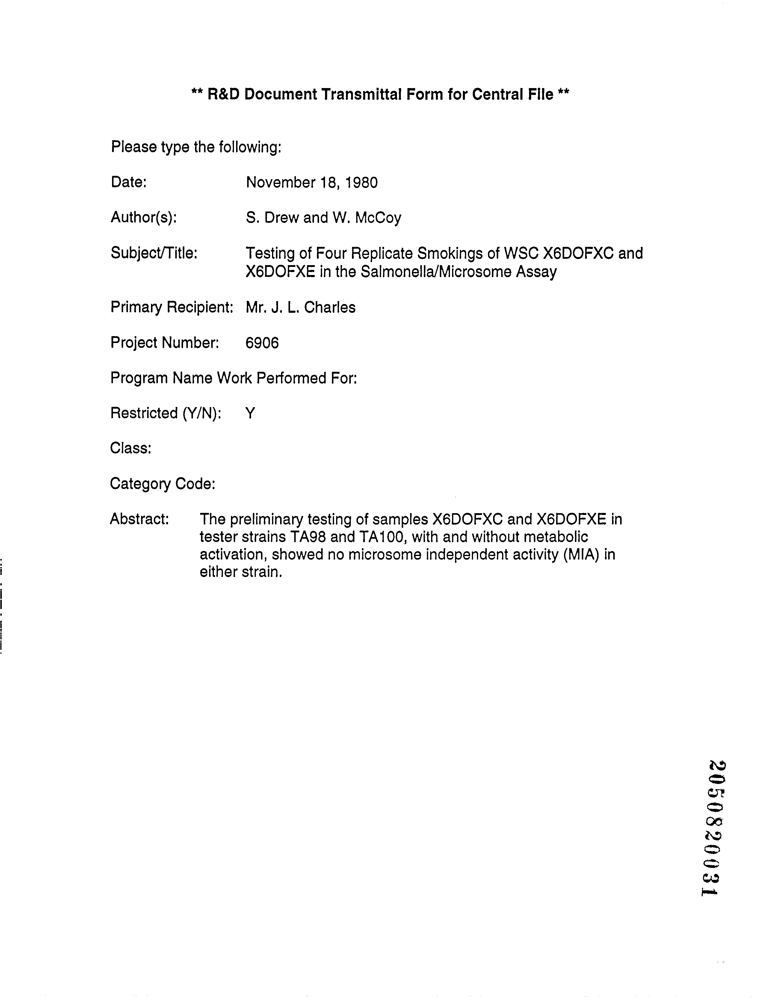 ** R&D Document Transmittal Form for Central File **
Please type the following:
Date: November 18, 1980
Author(s): S. Drew and W. McCoy
Subject/Title: Testing of Four Replicate Smokings of WSC X6DOFXC and
X6DOFXE in the Salmonella/Microsome Assay
Primary Recipient: Mr. J. L. Charles
Project Number: 6906
Program Name Work Performed For:
Restricted (Y/N): Y
Class:
Category Code:
Abstract: The preliminary testing of samples X6DOFXC and X6DOFXE in
tester strains TA98 and TA100, with and without metabolic
activation, showed no microsome independent activity (MIA) in
either strain.
2050820031